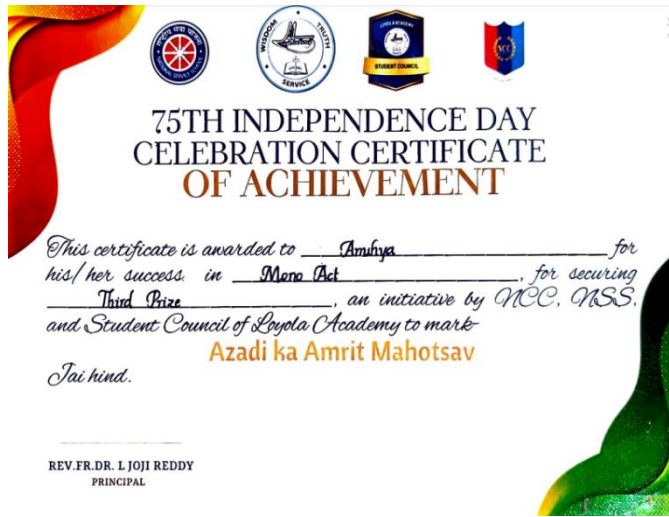 WISDOM TRUTH SERVICE
STUDENT COUNCIL
NCC
75TH INDEPENDENCE DAY
CELEBRATION CERTIFICATE
OF ACHIEVEMENT
This certificate is awarded to Amuhya for
his/her success in Mono Act, for securing
Third Prize, an initiative by NCC, NSS,
and Student Council of Loyola Academy to mark-
Azadi ka Amrit Mahotsav
Jai hind.
REV.FR.DR. L JOJI REDDY
PRINCIPAL